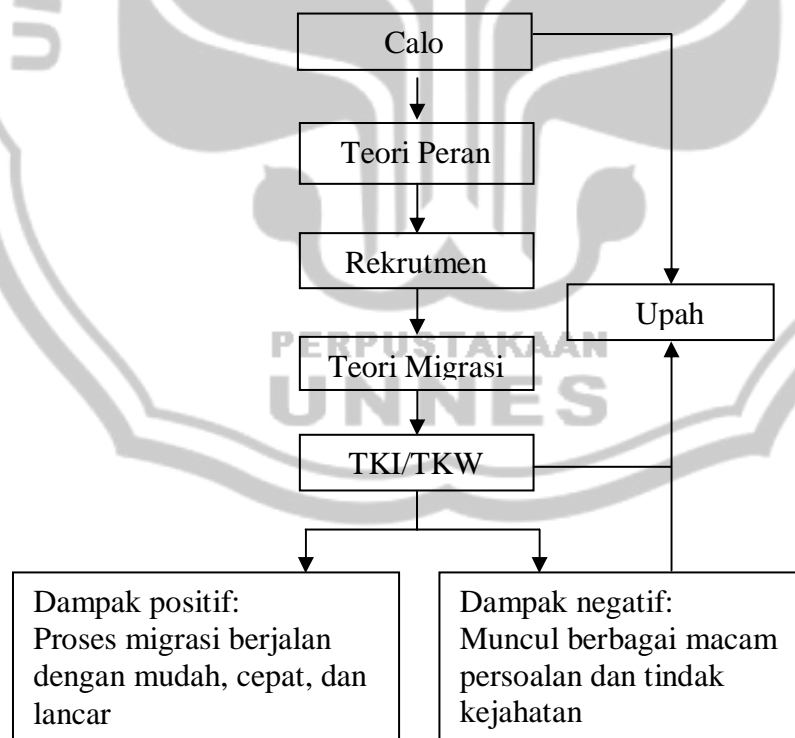 Calo
Teori Peran
Rekrutmen
Upah
PERPUSTAKAAN
Teori Migrasi
UNNES
TKI/TKW
Dampak positif:
Proses migrasi berjalan
dengan mudah, cepat, dan
lancar
Dampak negatif:
Muncul berbagai macam
persoalan dan tindak
kejahatan